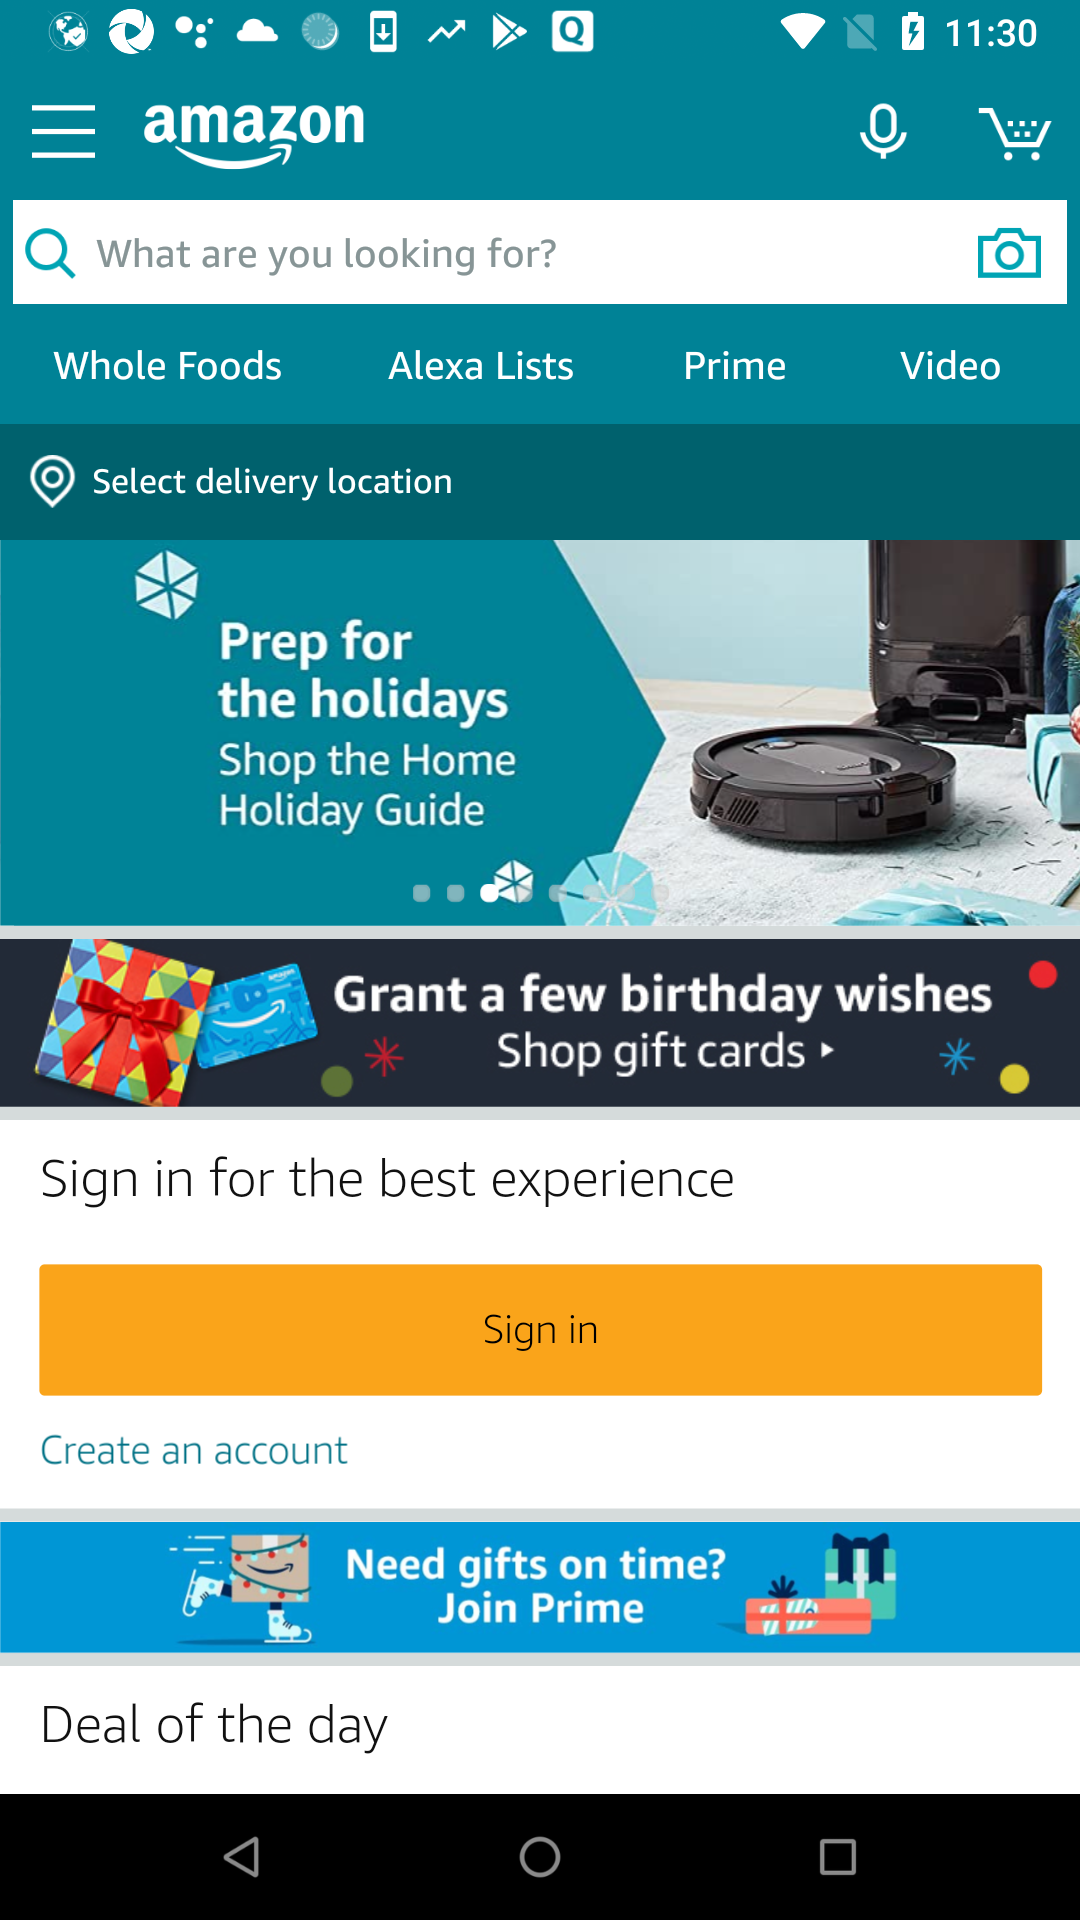 11:30
amazon
What are you looking for?
Whole Foods Alexa Lists Prime Video
Select delivery location
Prep for
the holidays
Shop the Home
Holiday Guide
Grant a few birthday wishes
Shop gift cards ▸
Sign in for the best experience
Sign in
Create an account
Need gifts on time?
Join Prime
Deal of the day